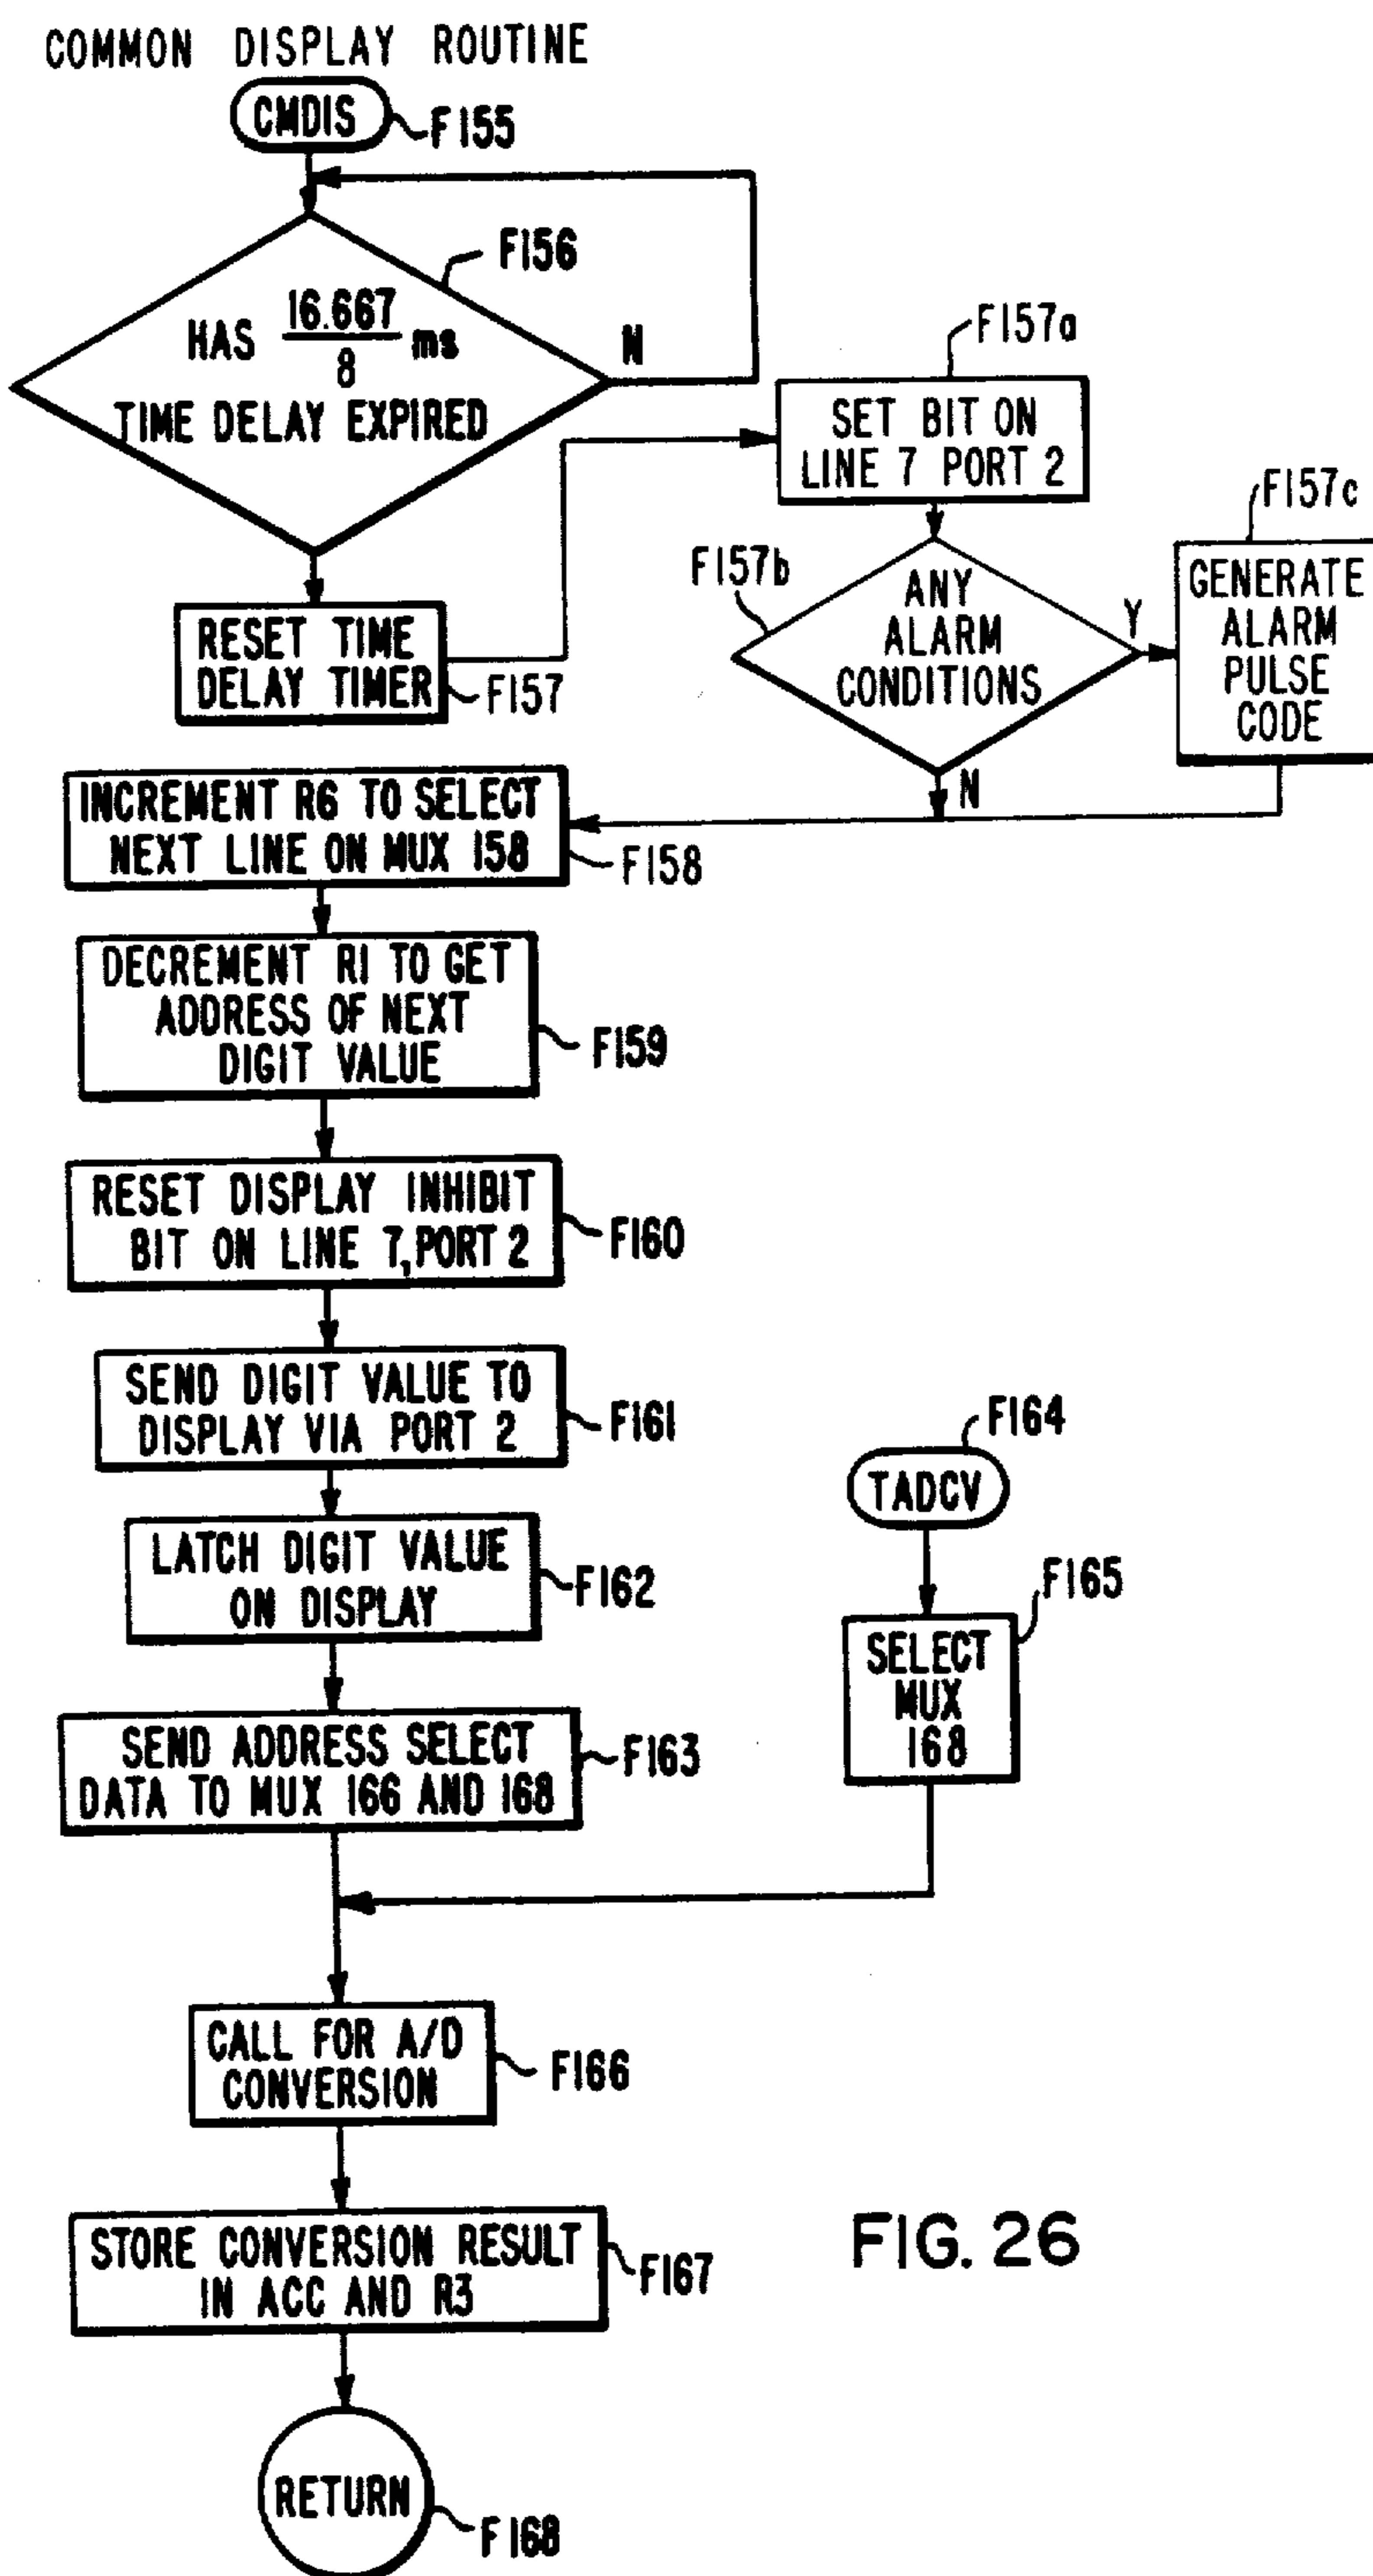 COMMON DISPLAY ROUTINE
CMDIS
F155
F156
HAS 16.667
8
ms
TIME DELAY EXPIRED
N
RESET TIME
DELAY TIMER
F157
F157a
SET BIT ON
LINE 7 PORT 2
F157b
ANY
ALARM
CONDITIONS
Y
N
F157c
GENERATE
ALARM
PULSE
CODE
INCREMENT R6 TO SELECT
NEXT LINE ON MUX 158
F158
DECREMENT R1 TO GET
ADDRESS OF NEXT
DIGIT VALUE
F159
RESET DISPLAY INHIBIT
BIT ON LINE 7, PORT 2
F160
SEND DIGIT VALUE TO
DISPLAY VIA PORT 2
F161
LATCH DIGIT VALUE
ON DISPLAY
F162
SEND ADDRESS SELECT
DATA TO MUX 166 AND 168
F163
TADCV
F164
SELECT
MUX
168
F165
CALL FOR A/D
CONVERSION
F166
STORE CONVERSION RESULT
IN ACC AND R3
F167
RETURN
F168
FIG. 26